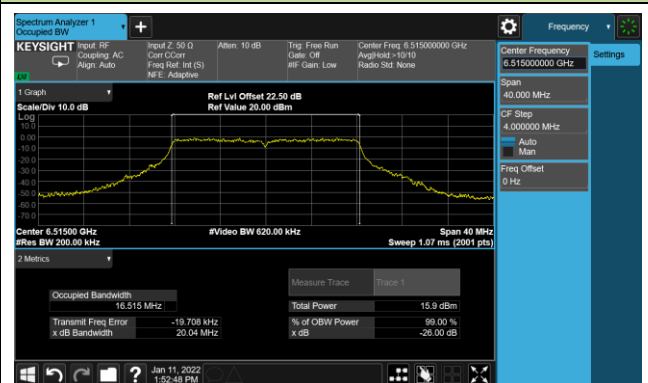 Spectrum Analyzer 1
Occupied BW
Frequency
KEYSIGHT
Input: RF
Coupling: AC
Align: Auto
Input Z: 50 Ω
Corr CCorr
Freq Ref: Int (S)
NFE: Adaptive
Atten: 10 dB
Trig: Free Run
Gate: Off
#IF Gain: Low
Center Freq: 6.515000000 GHz
Avg|Hold:>10/10
Radio Std: None
Center Frequency
6.515000000 GHz
Settings
Span
40.000 MHz
CF Step
4.000000 MHz
Auto
Man
Freq Offset
0 Hz
1 Graph
Scale/Div 10.0 dB
Ref Lvl Offset 22.50 dB
Ref Value 20.00 dBm
Log
10.0
0.00
-10.0
-20.0
-30.0
-40.0
-50.0
-60.0
-70.0
Center 6.51500 GHz
#Res BW 200.00 kHz
#Video BW 620.00 kHz
Span 40 MHz
Sweep 1.07 ms (2001 pts)
2 Metrics
Measure Trace Trace 1
Occupied Bandwidth
16.515 MHz
Total Power 15.9 dBm
Transmit Freq Error -19.708 kHz
% of OBW Power 99.00 %
x dB Bandwidth 20.04 MHz
x dB -26.00 dB
?
Jan 11, 2022
1:52:48 PM